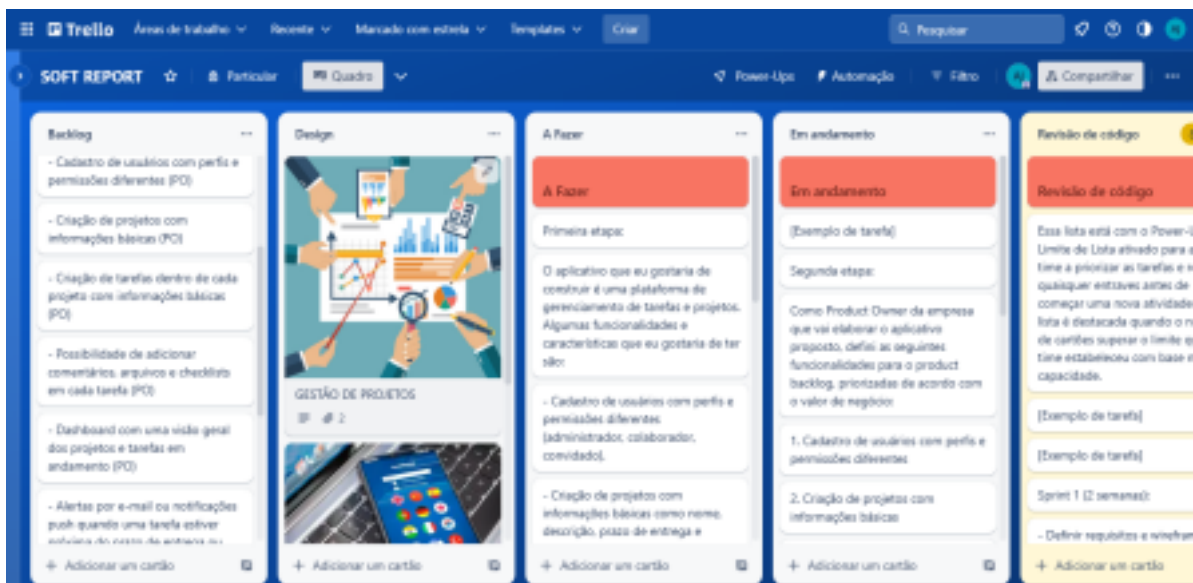 Trello Áreas de trabalho Recente Marcado com estrela Templates Criar Pesquisar
SOFT REPORT Particular Quadro Power-Ups Automação Filtro Compartilhar
Backlog
- Cadastro de usuários com perfis e
permissões diferentes (PO)
- Criação de projetos com
informações básicas (PO)
- Criação de tarefas dentro de cada
projeto com informações básicas
(PO)
- Possibilidade de adicionar
comentários, arquivos e checklists
em cada tarefa (PO)
- Dashboard com uma visão geral
dos projetos e tarefas em
andamento (PO)
- Alertas por e-mail ou notificações
push quando uma tarefa estiver
próxima do prazo de entrega ou
+ Adicionar um cartão
Design
GESTÃO DE PROJETOS
2
+ Adicionar um cartão
A Fazer
A Fazer
Primeira etapa:
O aplicativo que eu gostaria de
construir é uma plataforma de
gerenciamento de tarefas e projetos.
Algumas funcionalidades e
características que eu gostaria de ter
são:
- Cadastro de usuários com perfis e
permissões diferentes
(administrador, colaborador,
convidado).
- Criação de projetos com
informações básicas como nome,
descrição, prazo de entrega e
+ Adicionar um cartão
Em andamento
Em andamento
[Exemplo de tarefa]
Segunda etapa:
Como Product Owner da empresa
que vai elaborar o aplicativo
proposto, defini as seguintes
funcionalidades para o product
backlog, priorizadas de acordo com
o valor de negócio:
1. Cadastro de usuários com perfis e
permissões diferentes
2. Criação de projetos com
informações básicas
+ Adicionar um cartão
Revisão de código
Revisão de código
Essa lista está com o Power-U
Limite de Lista ativado para
time a priorizar as tarefas e
quaisquer entraves antes de
começar uma nova atividade
lista é destacada quando o
de cartões superar o limite
time estabeleceu com base
capacidade.
[Exemplo de tarefa]
[Exemplo de tarefa]
Sprint 1 (2 semanas):
- Definir requisitos e wirefram
+ Adicionar um cartão